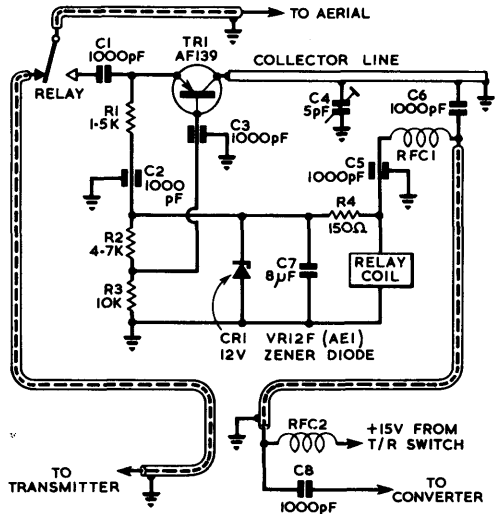 TO AERIAL
C1
1000pF
TR1
AF139
COLLECTOR LINE
RELAY
C4
5pF
C6
1000pF
R1
1·5K
C3
1000pF
RFC1
C2
1000
pF
C5
1000pF
R4
150Ω
R2
4·7K
C7
8µF
RELAY
COIL
R3
10K
CR1
12V
VR12F (AEI)
ZENER DIODE
RFC2
+15V FROM
T/R SWITCH
TO
TRANSMITTER
C8
1000pF
TO
CONVERTER